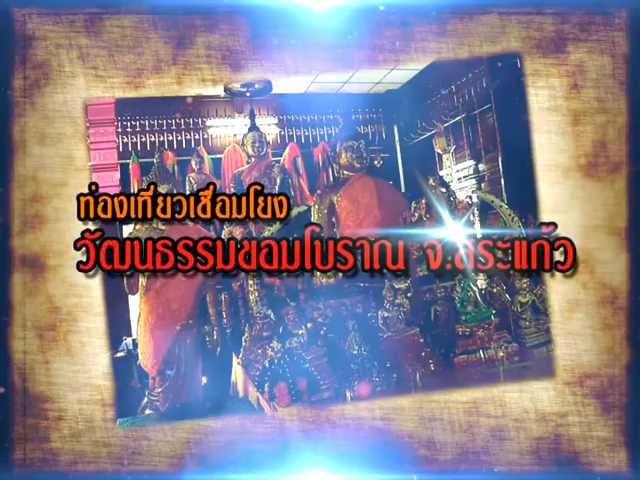 ท่องเที่ยวเชื่อมโยง
วัฒนธรรมขอมโบราณ จ.สระแก้ว